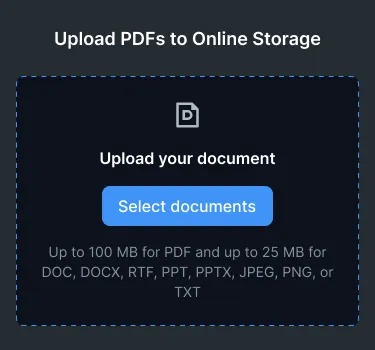 Upload PDFs to Online Storage
Upload your document
Select documents
Up to 100 MB for PDF and up to 25 MB for
DOC, DOCX, RTF, PPT, PPTX, JPEG, PNG, or
TXT